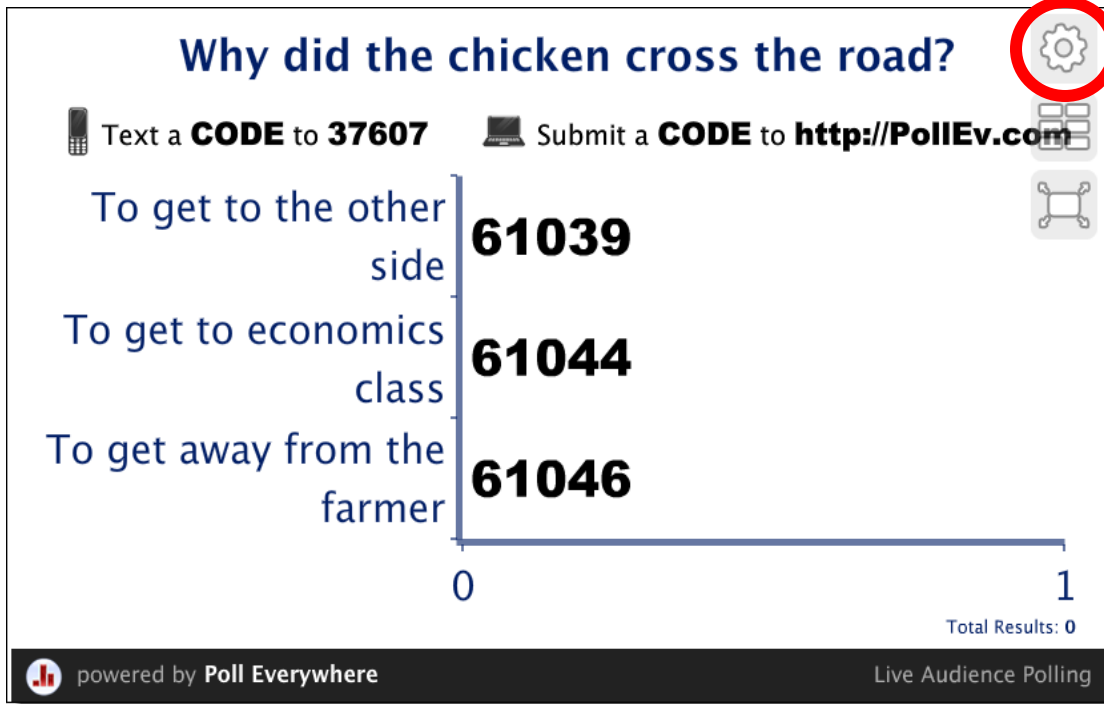 Why did the chicken cross the road?
Text a CODE to 37607 Submit a CODE to http://PollEv.com
To get to the other
side
61039
To get to economics
class
61044
To get away from the
farmer
61046
0 1
Total Results: 0
powered by Poll Everywhere Live Audience Polling